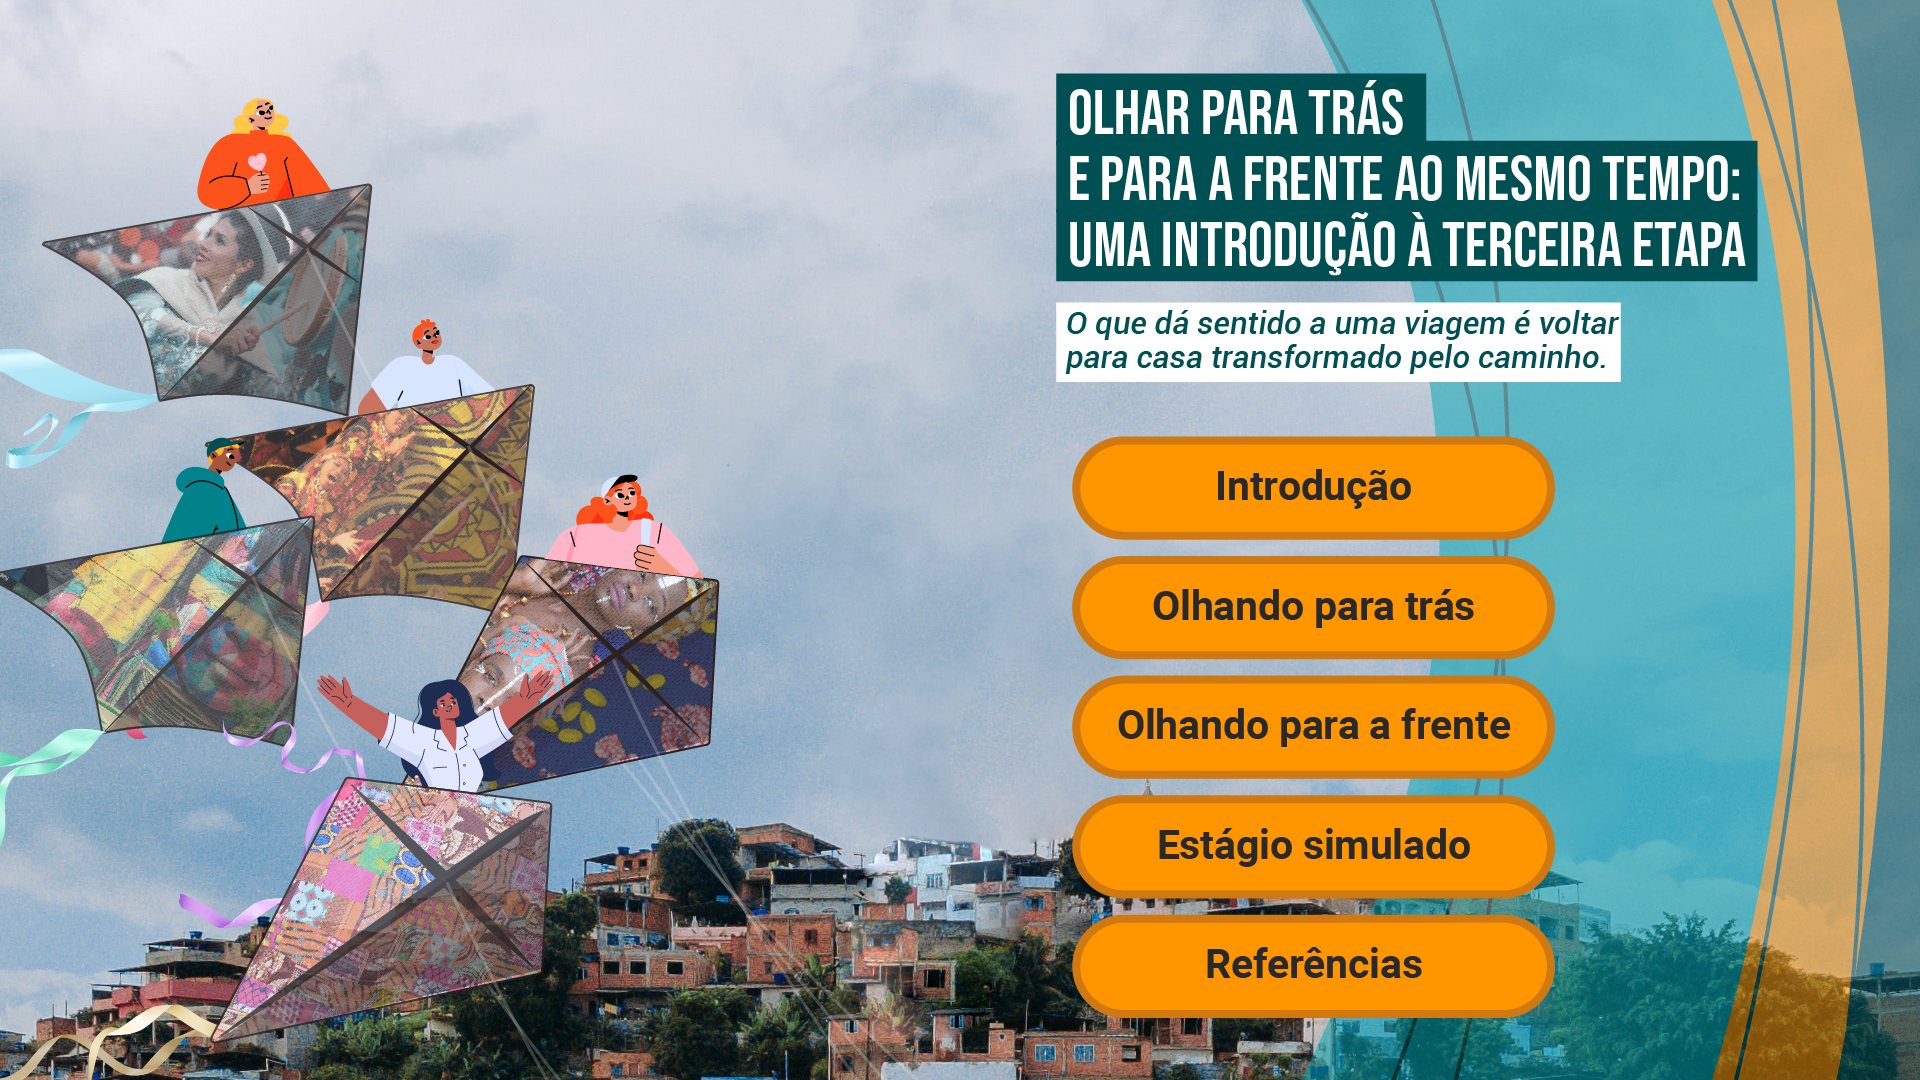 OLHAR PARA TRÁS
E PARA A FRENTE AO MESMO TEMPO:
UMA INTRODUÇÃO À TERCEIRA ETAPA
O que dá sentido a uma viagem é voltar
para casa transformado pelo caminho.
Introdução
Olhando para trás
Olhando para a frente
Estágio simulado
Referências